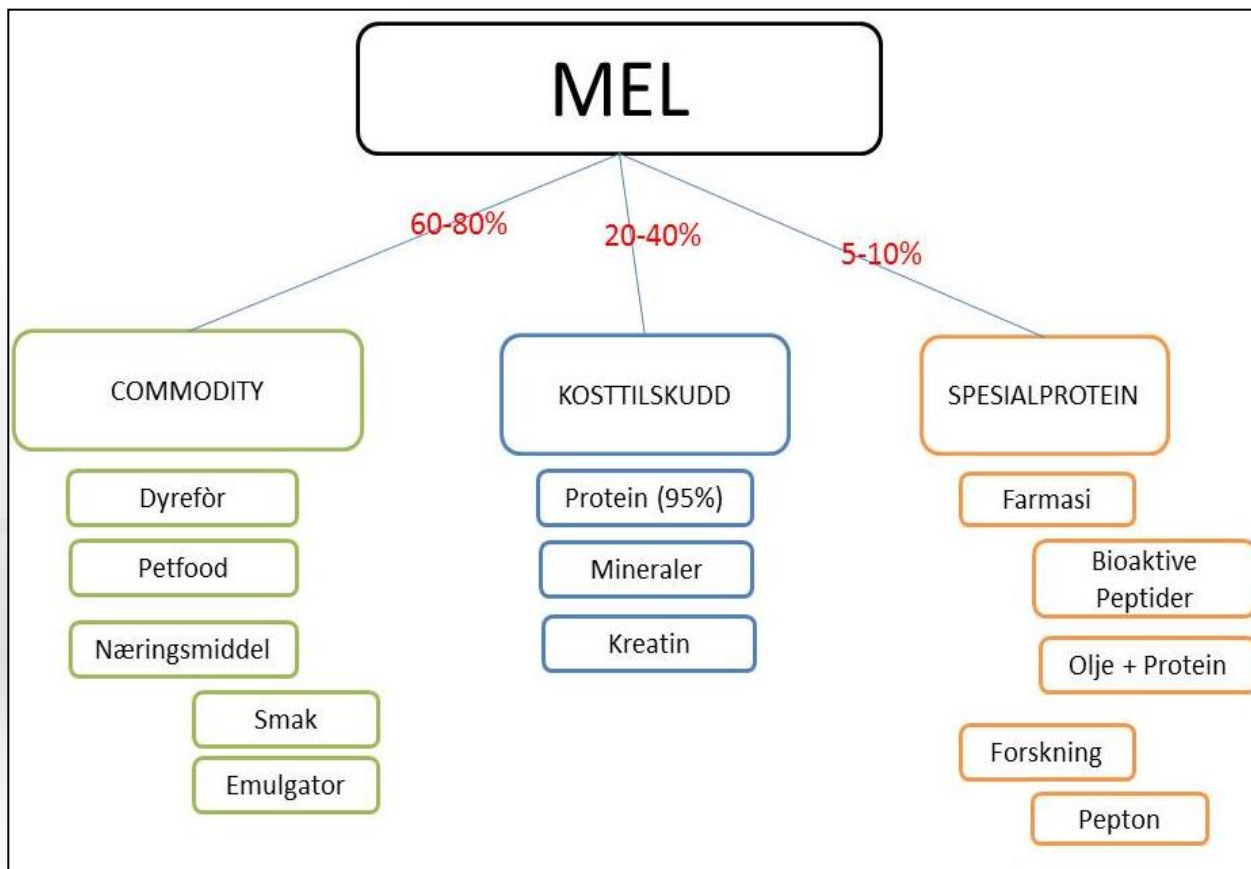 MEL
60-80%
20-40%
5-10%
COMMODITY
Dyrefòr
Petfood
Næringsmiddel
Smak
Emulgator
KOSTTILSKUDD
Protein (95%)
Mineraler
Kreatin
SPESIALPROTEIN
Farmasi
Bioaktive
Peptider
Olje + Protein
Forskning
Pepton